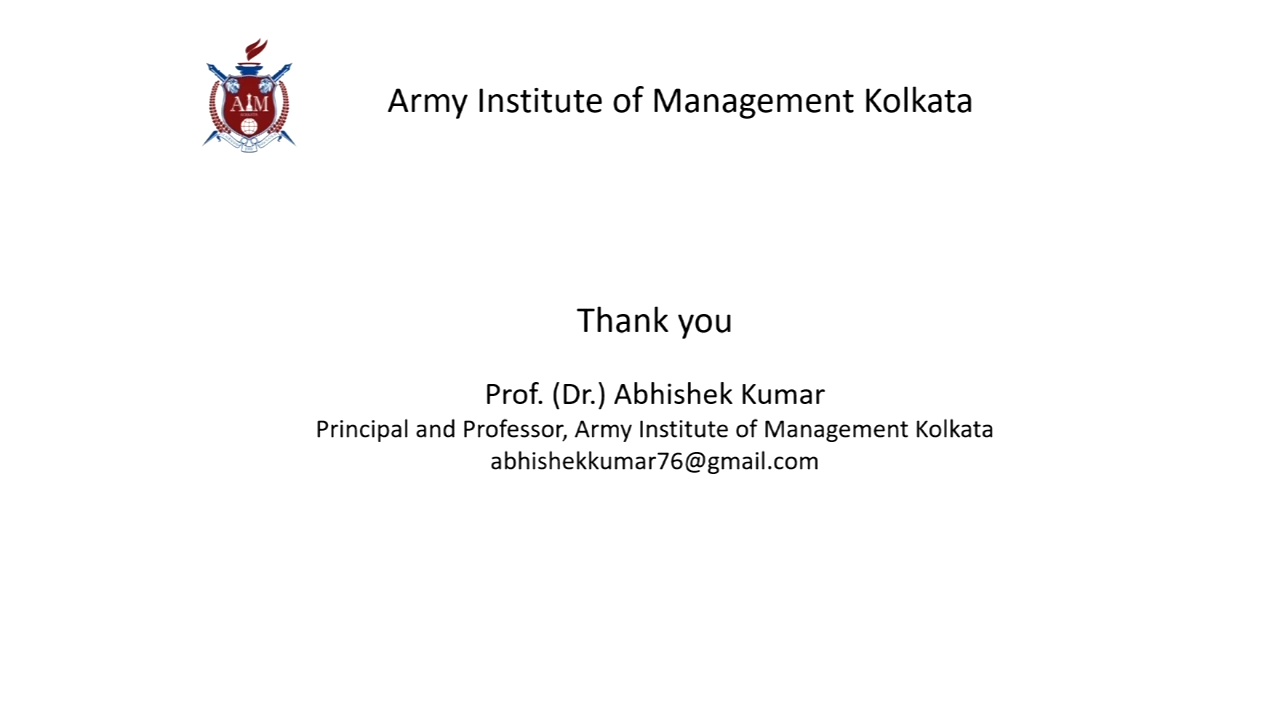 AIM
Army Institute of Management Kolkata
Thank you
Prof. (Dr.) Abhishek Kumar
Principal and Professor, Army Institute of Management Kolkata
abhishekkumar76@gmail.com